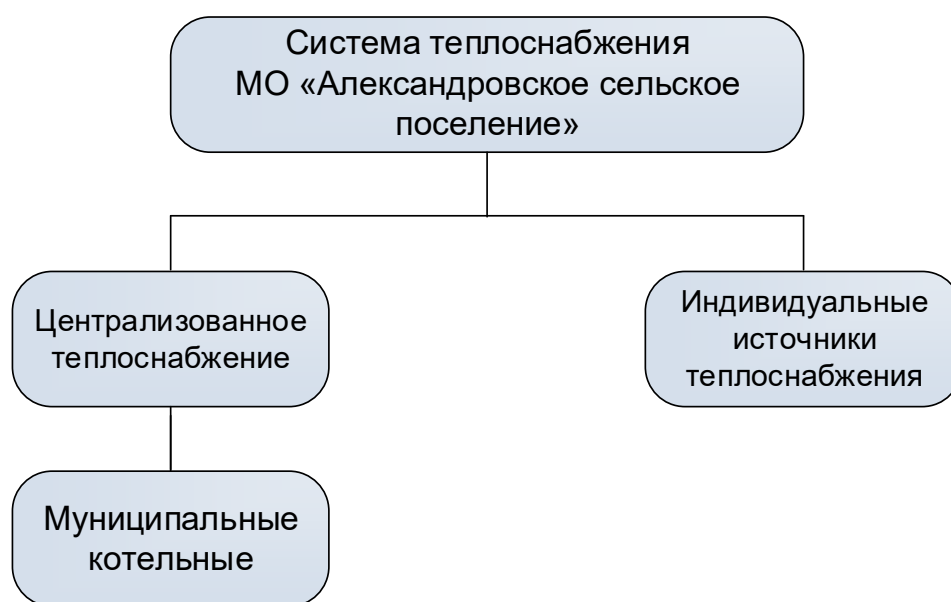 Система теплоснабжения
МО «Александровское сельское
поселение»
Централизованное
теплоснабжение
Индивидуальные
источники
теплоснабжения
Муниципальные
котельные